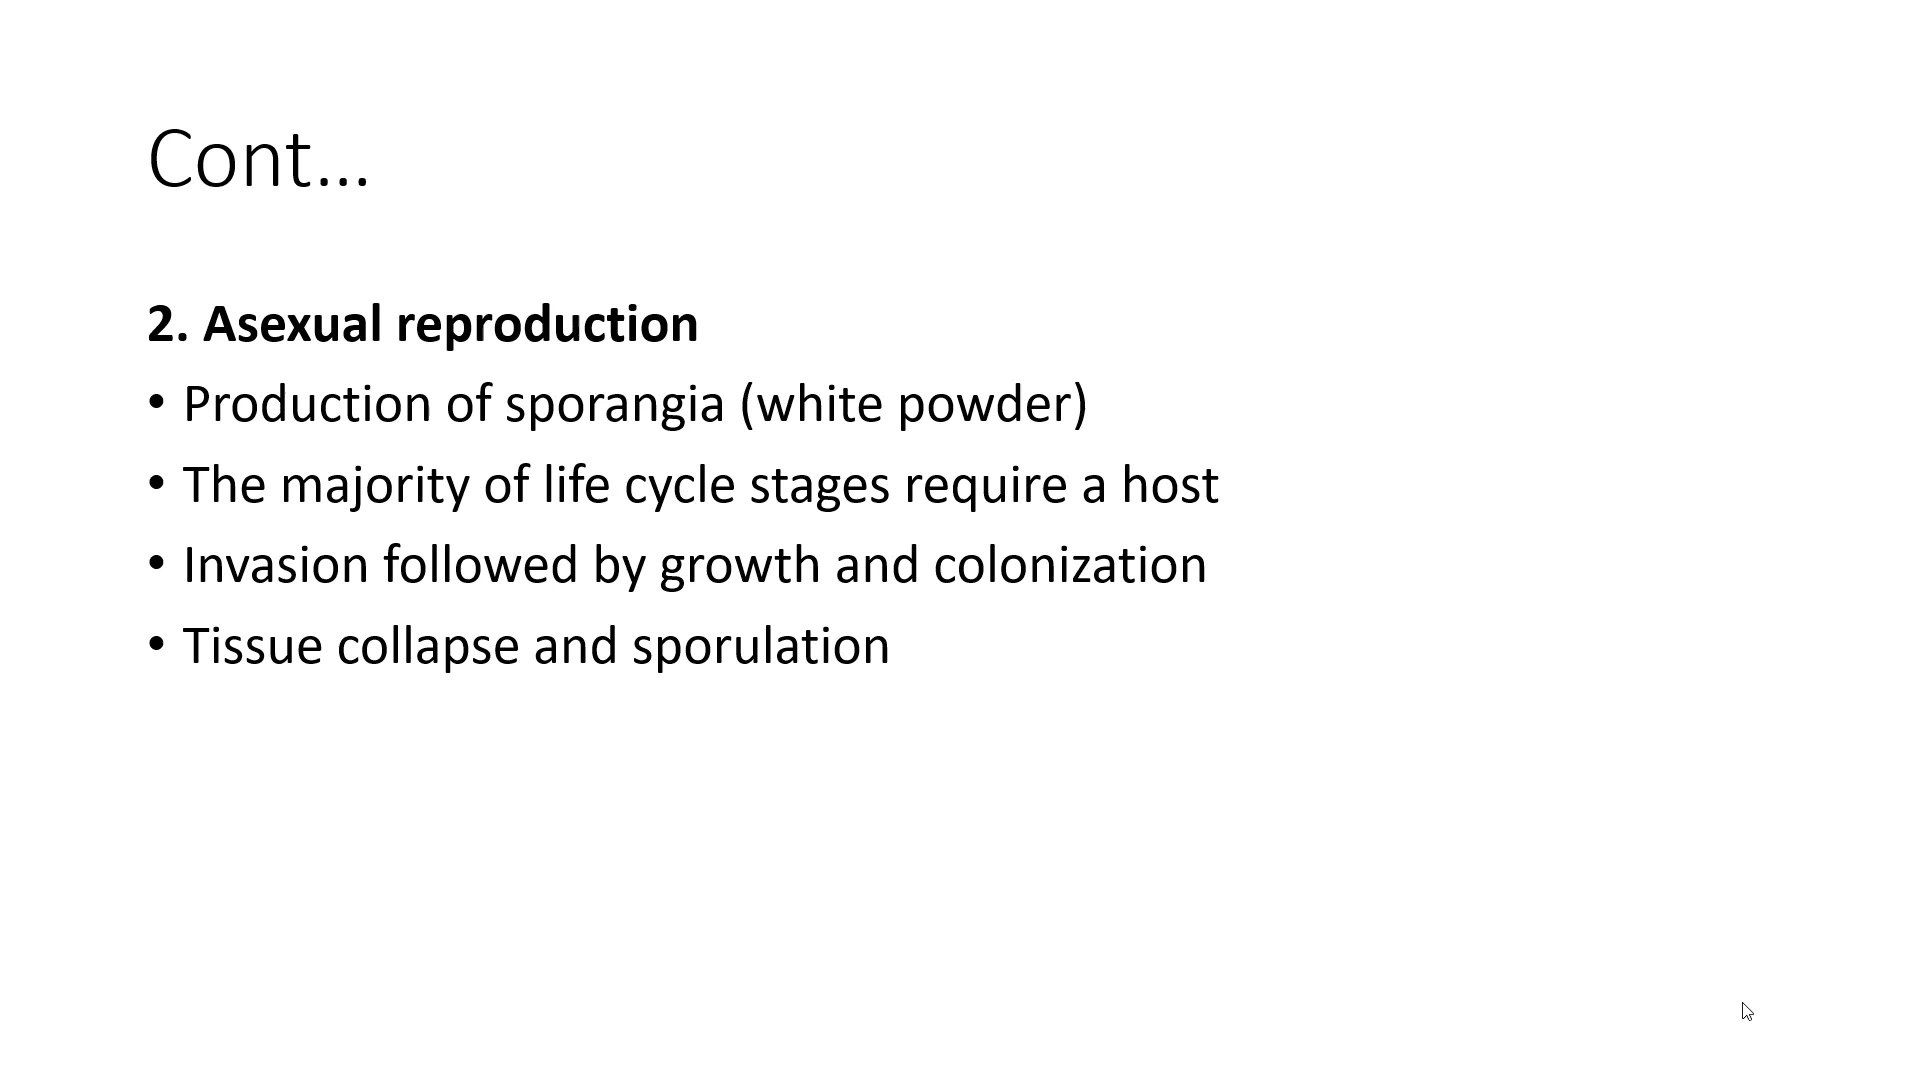 Cont…
2. Asexual reproduction
• Production of sporangia (white powder)
• The majority of life cycle stages require a host
• Invasion followed by growth and colonization
• Tissue collapse and sporulation